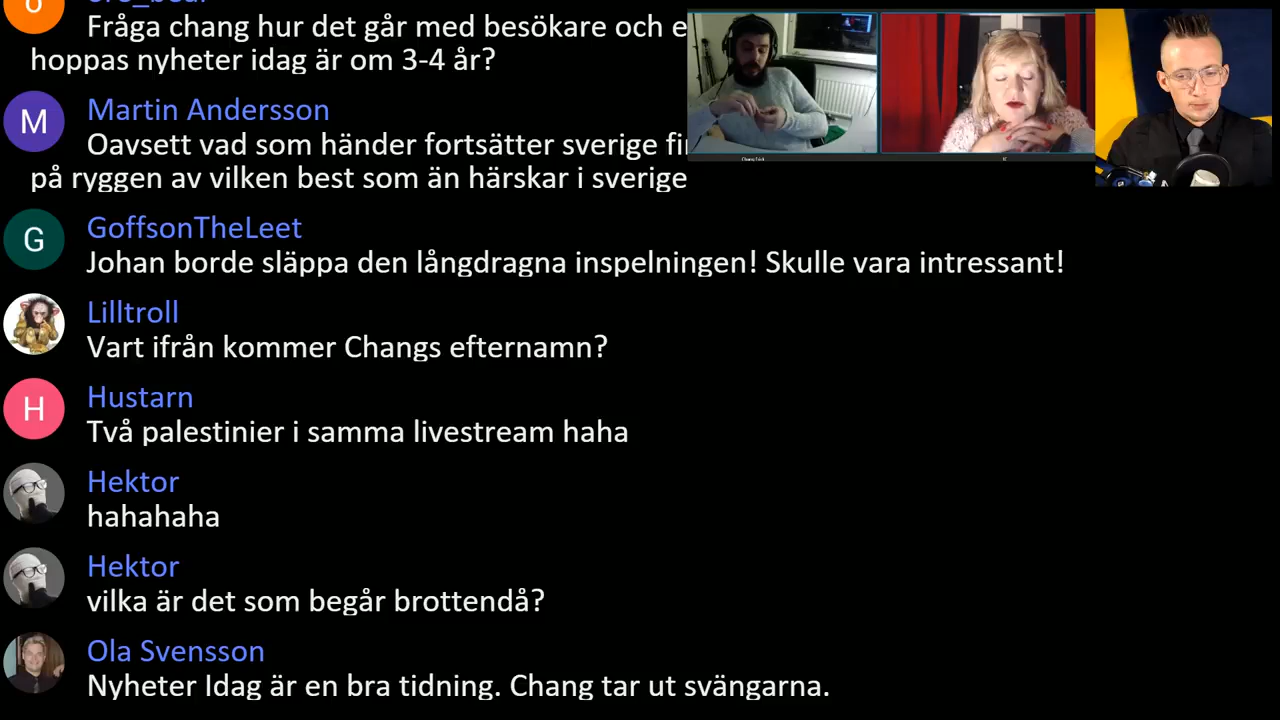 Fråga chang hur det går med besökare och e
hoppas nyheter idag är om 3-4 år?
M
Martin Andersson
Oavsett vad som händer fortsätter sverige fi
på ryggen av vilken best som än härskar i sverige
G
GoffsonTheLeet
Johan borde släppa den långdragna inspelningen! Skulle vara intressant!
Lilltroll
Vart ifrån kommer Changs efternamn?
H
Hustarn
Två palestinier i samma livestream haha
Hektor
hahahaha
Hektor
vilka är det som begår brottendå?
Ola Svensson
Nyheter Idag är en bra tidning. Chang tar ut svängarna.